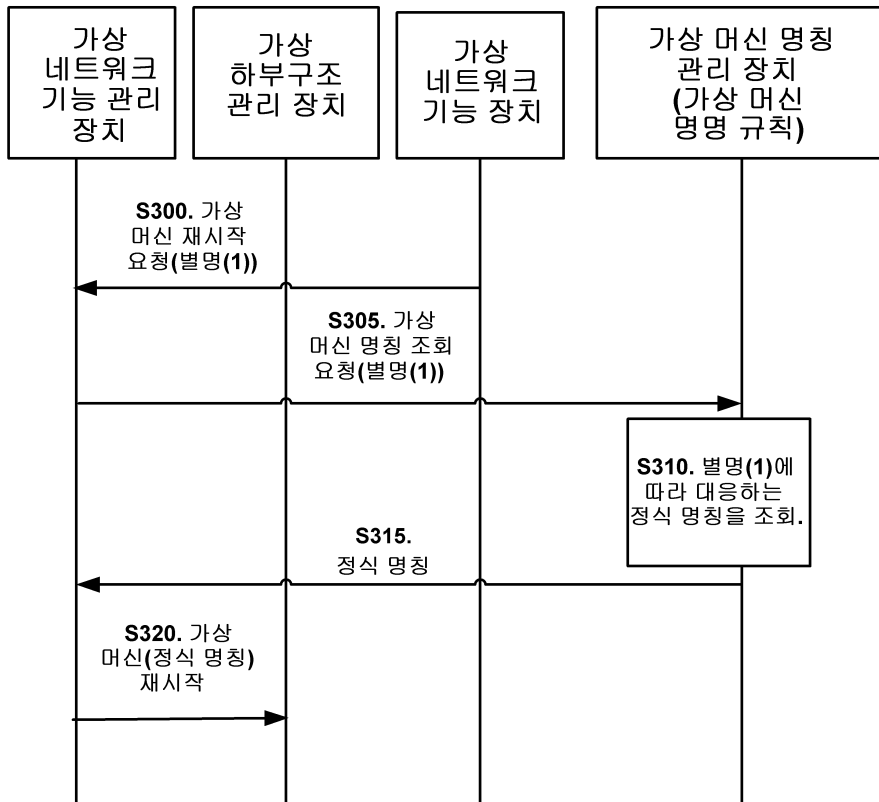 가상
네트워크
기능 관리
장치
가상
하부구조
관리 장치
가상
네트워크
기능 장치
가상 머신 명칭
관리 장치
(가상 머신
명명 규칙)
S300. 가상
머신 재시작
요청(별명(1))
S305. 가상
머신 명칭 조회
요청(별명(1))
S310. 별명(1)에
따라 대응하는
정식 명칭을 조회.
S315.
정식 명칭
S320. 가상
머신(정식 명칭)
재시작